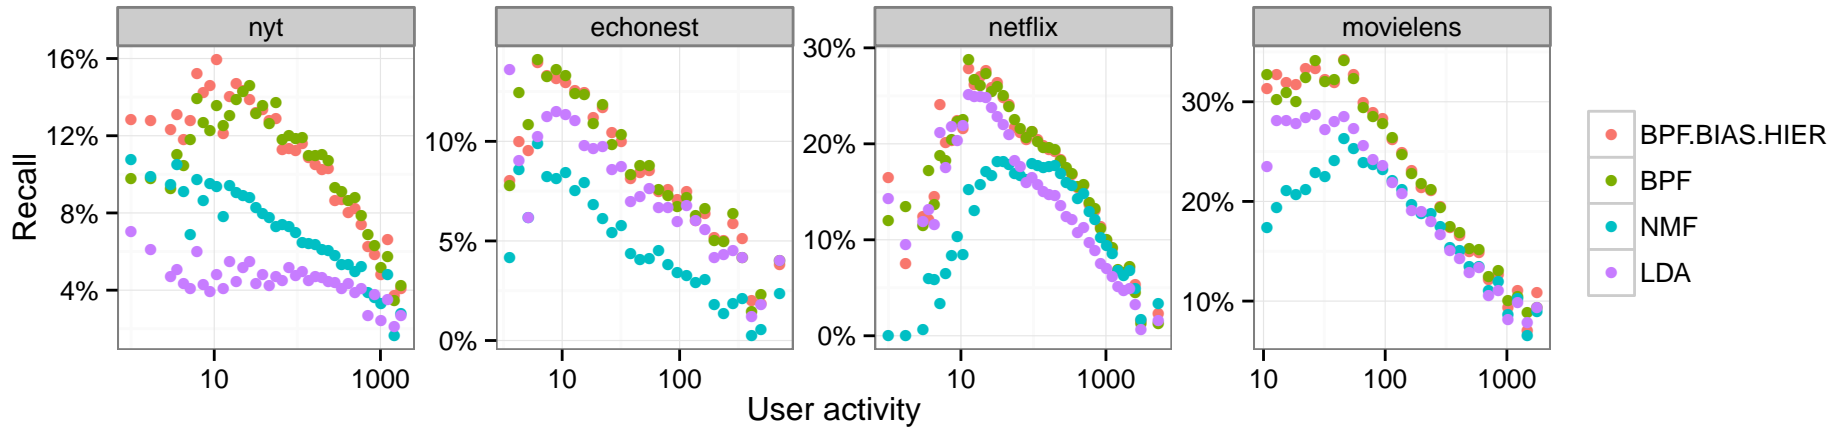 nyt
echonest
netflix
movielens
Recall
16%
12%
8%
4%
10%
5%
0%
30%
20%
10%
0%
30%
20%
10%
10
1000
10
100
10
1000
10
100
1000
User activity
BPF.BIAS.HIER
BPF
NMF
LDA